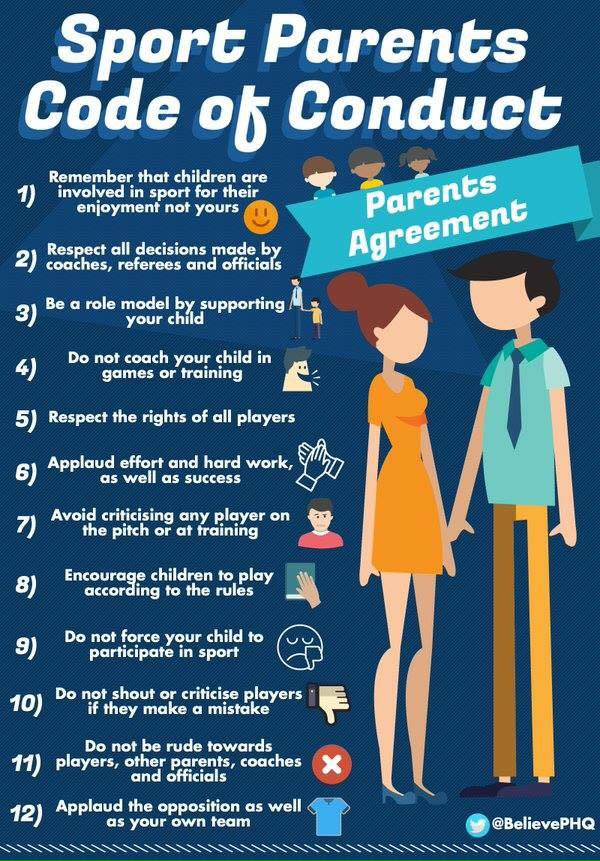 Sport Parents
Code of Conduct
Parents
Agreement
1) Remember that children are
involved in sport for their
enjoyment not yours
2) Respect all decisions made by
coaches, referees and officials
3) Be a role model by supporting
your child
4) Do not coach your child in
games or training
5) Respect the rights of all players
6) Applaud effort and hard work,
as well as success
7) Avoid criticising any player on
the pitch or at training
8) Encourage children to play
according to the rules
9) Do not force your child to
participate in sport
10) Do not shout or criticise players
if they make a mistake
11) Do not be rude towards
players, other parents, coaches
and officials
12) Applaud the opposition as well
as your own team
@BelievePHQ